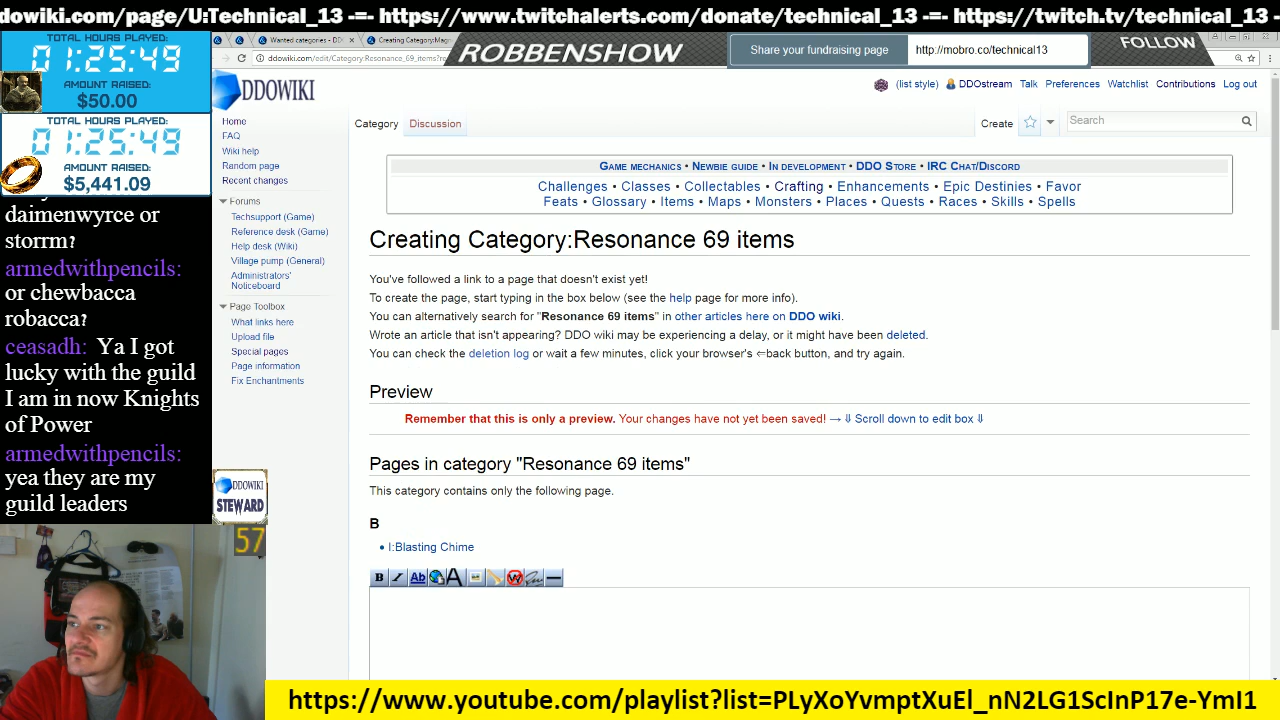 dowiki.com/page/U:Technical_13 -=- https://www.twitchalerts.com/donate/technical_13 -=- https://twitch.tv/technical_13 -
TOTAL HOURS PLAYED:
01:25:49
AMOUNT RAISED:
$50.00
TOTAL HOURS PLAYED:
01:25:49
AMOUNT RAISED:
$5,441.09
daimenwyrce or
storrm?
armedwithpencils:
or chewbacca
robacca?
ceasadh: Ya I got
lucky with the guild
I am in now Knights
of Power
armedwithpencils:
yea they are my
guild leaders
Wanted categories - DDO
Creating Category:Mag
ROBBENSHOW
Share your fundraising page
http://mobro.co/technical13
FOLLOW
ddowiki.com/edit/Category:Resonance_69_items?re
DDOWIKI
(list style) DDOstream Talk Preferences Watchlist Contributions Log out
Home
FAQ
Wiki help
Random page
Recent changes
Forums
Techsupport (Game)
Reference desk (Game)
Help desk (Wiki)
Village pump (General)
Administrators'
Noticeboard
Page Toolbox
What links here
Upload file
Special pages
Page information
Fix Enchantments
DDOWIKI
STEWARD
57
Category Discussion Create Search
Game mechanics • Newbie guide • In development • DDO Store • IRC Chat/Discord
Challenges • Classes • Collectables • Crafting • Enhancements • Epic Destinies • Favor
Feats • Glossary • Items • Maps • Monsters • Places • Quests • Races • Skills • Spells
Creating Category:Resonance 69 items
You've followed a link to a page that doesn't exist yet!
To create the page, start typing in the box below (see the help page for more info).
You can alternatively search for "Resonance 69 items" in other articles here on DDO wiki.
Wrote an article that isn't appearing? DDO wiki may be experiencing a delay, or it might have been deleted.
You can check the deletion log or wait a few minutes, click your browser's ⇐back button, and try again.
Preview
Remember that this is only a preview. Your changes have not yet been saved! → ⇓ Scroll down to edit box ⇓
Pages in category "Resonance 69 items"
This category contains only the following page.
B
• I:Blasting Chime
B I Ab A W
https://www.youtube.com/playlist?list=PLyXoYvmptXuEl_nN2LG1ScInP17e-YmI1